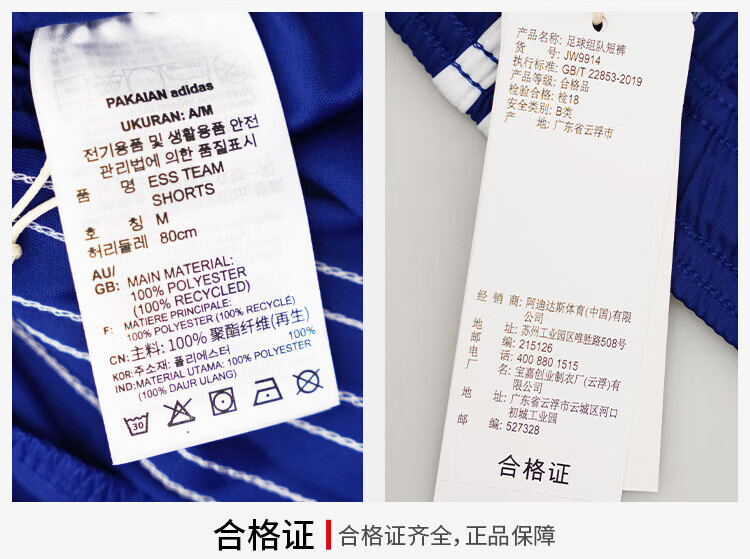 PAKAIAN adidas
UKURAN: A/M
전기용품 및 생활용품 안전
관리법에 의한 품질표시
품 명 ESS TEAM
SHORTS
호 칭 M
허리둘레 80cm
AU/
GB: MAIN MATERIAL:
100% POLYESTER
(100% RECYCLED)
F: MATIERE PRINCIPALE:
100% POLYESTER (100% RECYCLÉ)
CN: 主料: 100% 聚酯纤维(再生)
KOR: 주소재: 폴리에스터 100%
IND: MATERIAL UTAMA: 100% POLYESTER
(100% DAUR ULANG)
30
产品名称: 足球组队短裤
货 号: JW9914
执行标准: GB/T 22853-2019
产品等级: 合格品
检验合格: 检18
安全类别: B类
产 地: 广东省云浮市
经 销 商: 阿迪达斯体育(中国)有限
公司
地 址: 苏州工业园区唯胜路508号
邮 编: 215126
电 话: 400 880 1515
厂 名: 宝嘉创业制衣厂(云浮)有
限公司
地 址: 广东省云浮市云城区河口
初城工业园
邮 编: 527328
合格证
合格证 合格证齐全,正品保障